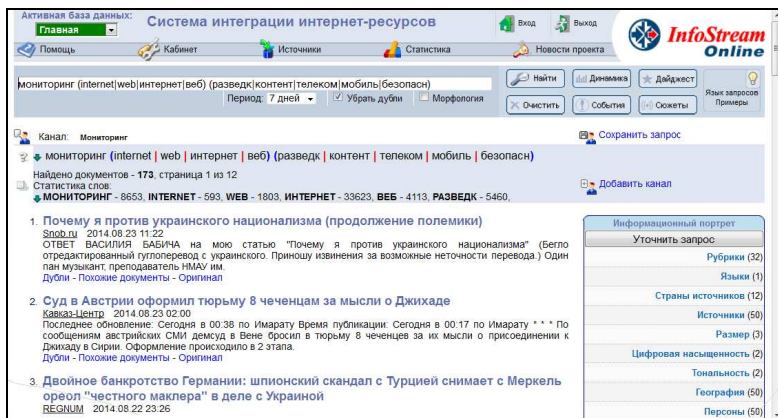 Активная база данных:
Главная
Система интеграции интернет-ресурсов
Вход
Выход
InfoStream
Online
Помощь
Кабинет
Источники
Статистика
Новости проекта
мониторинг (internet|web|интернет|веб) (разведк|контент|телеком|мобиль|безопасн)
Период: 7 дней
Убрать дубли
Морфология
Найти
Динамика
Дайджест
Очистить
События
Сюжеты
Язык запросов
Примеры
Канал: Мониторинг
Сохранить запрос
мониторинг (internet | web | интернет | веб) (разведк | контент | телеком | мобиль | безопасн)
Найдено документов - 173, страница 1 из 12
Статистика слов:
МОНИТОРИНГ - 8653, INTERNET - 593, WEB - 1803, ИНТЕРНЕТ - 33623, ВЕБ - 4113, РАЗВЕДК - 5460,
Добавить канал
1. Почему я против украинского национализма (продолжение полемики)
Snob.ru 2014.08.23 11:22
ОТВЕТ ВАСИЛИЯ БАБИЧА на мою статью "Почему я против украинского национализма" (Бегло
отредактированный гуглоперевод с украинского. Приношу извинения за возможные неточности перевода.) Один
пан музыкант, преподаватель НМАУ им.
Дубли - Похожие документы - Оригинал
2. Суд в Австрии оформил тюрьму 8 чеченцам за мысли о Джихаде
Кавказ-Центр 2014.08.23 02:00
Последнее обновление: Сегодня в 00:38 по Имарату Время публикации: Сегодня в 00:17 по Имарату * * * По
сообщениям австрийских СМИ демсуд в Вене бросил в тюрьму 8 чеченцев за их мысли о присоединении к
Джихаду в Сирии. Оформление происходило в 2 этапа.
Дубли - Похожие документы - Оригинал
3. Двойное банкротство Германии: шпионский скандал с Турцией снимает с Меркель
ореол "честного маклера" в деле с Украиной
REGNUM 2014.08.22 23:26
Информационный портрет
Уточнить запрос
Рубрики (32)
Языки (1)
Страны источников (12)
Источники (50)
Размер (3)
Цифровая насыщенность (2)
Тональность (2)
География (50)
Персоны (50)